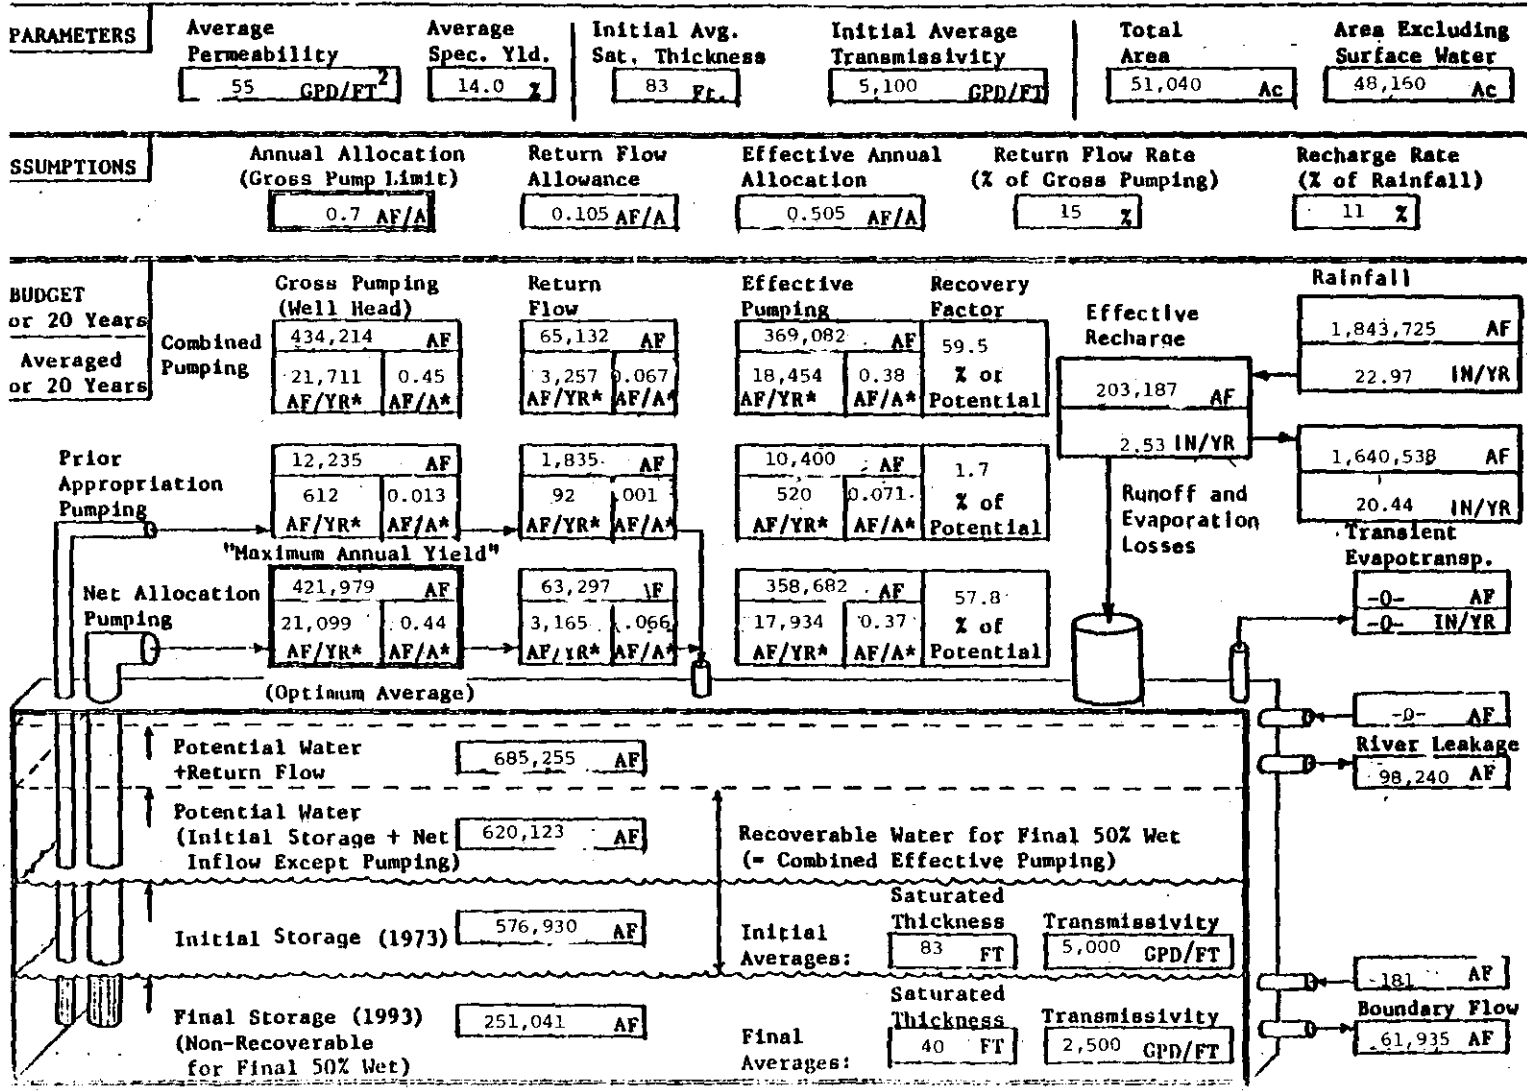 PARAMETERS
Average Permeability
55 GPD/FT2
Average Spec. Yld.
14.0 %
Initial Avg. Sat. Thickness
83 Ft.
Initial Average Transmissivity
5,100 GPD/FT
Total Area
51,040 Ac
Area Excluding Surface Water
48,160 Ac
SSUMPTIONS
Annual Allocation (Gross Pump Limit)
0.7 AF/A
Return Flow Allowance
0.105 AF/A
Effective Annual Allocation
0.505 AF/A
Return Flow Rate (% of Gross Pumping)
15 %
Recharge Rate (% of Rainfall)
11 %
BUDGET
or 20 Years
Averaged
or 20 Years
Gross Pumping (Well Head)
Return Flow
Effective Pumping
Recovery Factor
Effective Recharge
Rainfall
Combined Pumping
434,214 AF
21,711 AF/YR*
0.45 AF/A*
65,132 AF
3,257 AF/YR*
0.067 AF/A*
369,082 AF
18,454 AF/YR*
0.38 AF/A*
59.5 % of Potential
203,187 AF
2.53 IN/YR
1,843,725 AF
22.97 IN/YR
Prior Appropriation Pumping
12,235 AF
612 AF/YR*
0.013 AF/A*
1,835 AF
92 AF/YR*
.001 AF/A*
10,400 AF
520 AF/YR*
0.071 AF/A*
1.7 % of Potential
Runoff and Evaporation Losses
1,640,538 AF
20.44 IN/YR
"Maximum Annual Yield"
Net Allocation Pumping
421,979 AF
21,099 AF/YR*
0.44 AF/A*
63,297 AF
3,165 AF/YR*
.066 AF/A*
358,682 AF
17,934 AF/YR*
0.37 AF/A*
57.8 % of Potential
Transient Evapotransp.
-0- AF
-0- IN/YR
(Optimum Average)
Potential Water +Return Flow
685,255 AF
-0- AF
River Leakage
98,240 AF
Potential Water (Initial Storage + Net Inflow Except Pumping)
620,123 AF
Recoverable Water for Final 50% Wet (= Combined Effective Pumping)
Initial Storage (1973)
576,930 AF
Initial Averages:
Saturated Thickness
83 FT
Transmissivity
5,000 GPD/FT
-181 AF
Boundary Flow
61,935 AF
Final Storage (1993) (Non-Recoverable for Final 50% Wet)
251,041 AF
Final Averages:
Saturated Thickness
40 FT
Transmissivity
2,500 GPD/FT